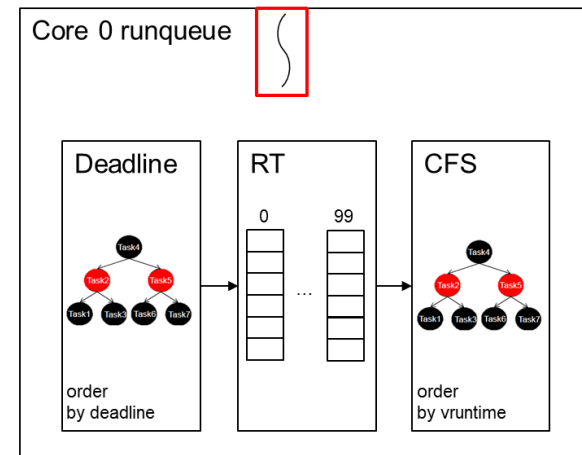 Core 0 runqueue
Deadline
Task4
Task2 Task5
Task1 Task3 Task6 Task7
order
by deadline
RT
0 99
...
CFS
Task4
Task2 Task5
Task1 Task3 Task6 Task7
order
by vruntime